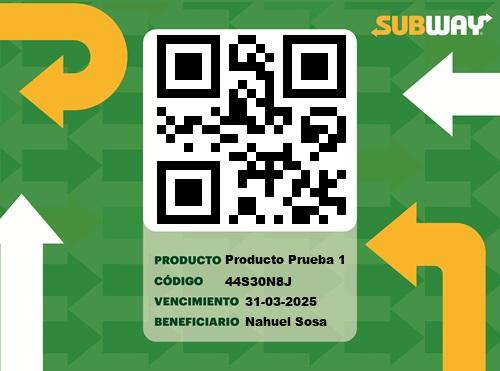 SUBWAY
PRODUCTO Producto Prueba 1
CÓDIGO 44S30N8J
VENCIMIENTO 31-03-2025
BENEFICIARIO Nahuel Sosa